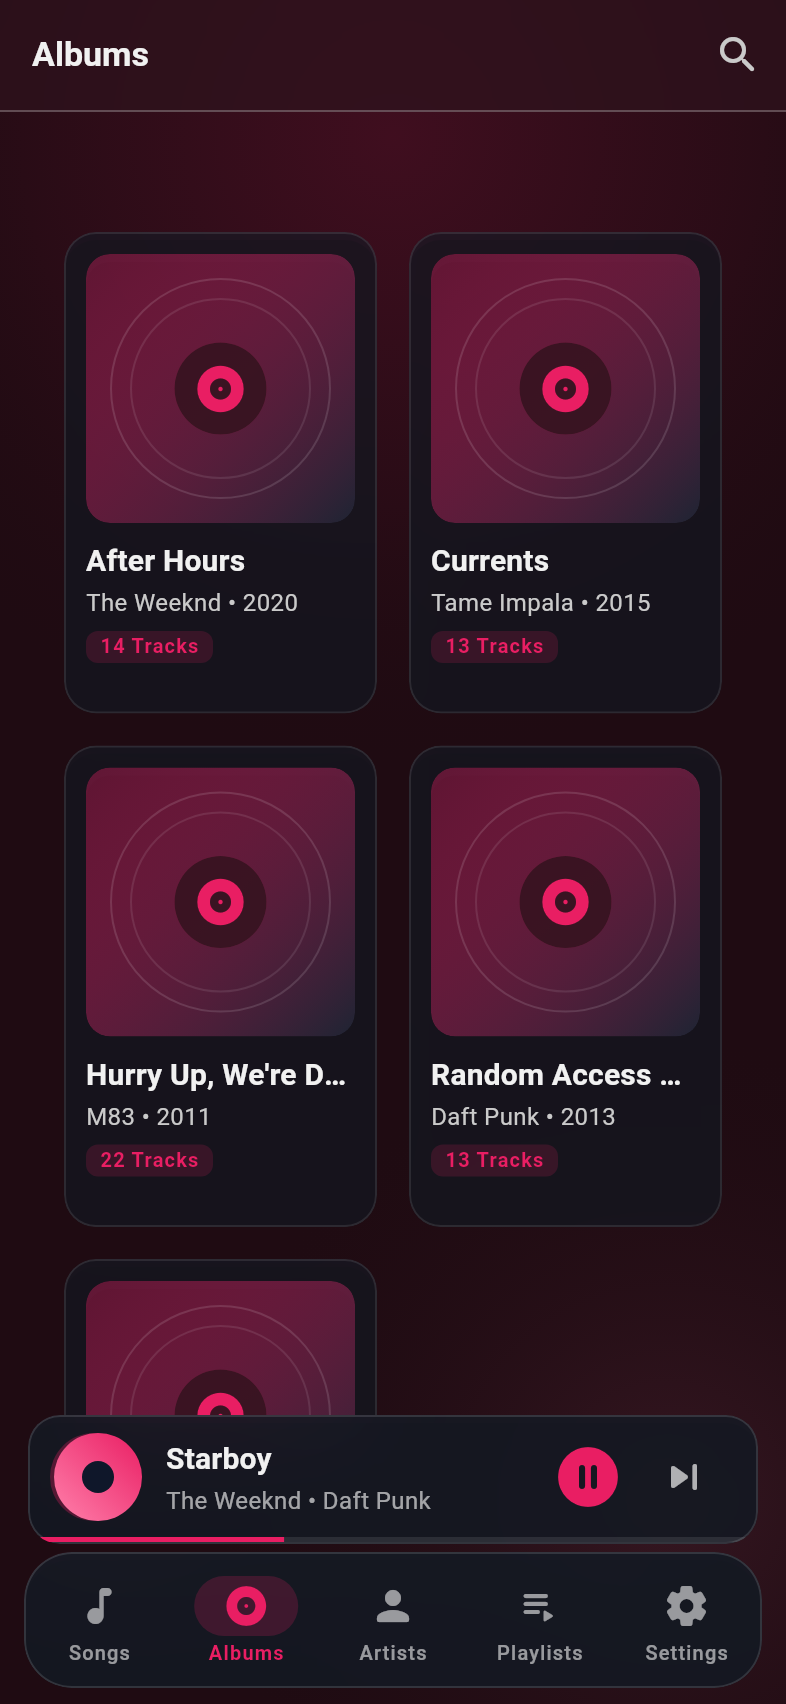 Albums
After Hours
The Weeknd • 2020
14 Tracks
Currents
Tame Impala • 2015
13 Tracks
Hurry Up, We're D...
M83 • 2011
22 Tracks
Random Access ...
Daft Punk • 2013
13 Tracks
Starboy
The Weeknd • Daft Punk
Songs
Albums
Artists
Playlists
Settings